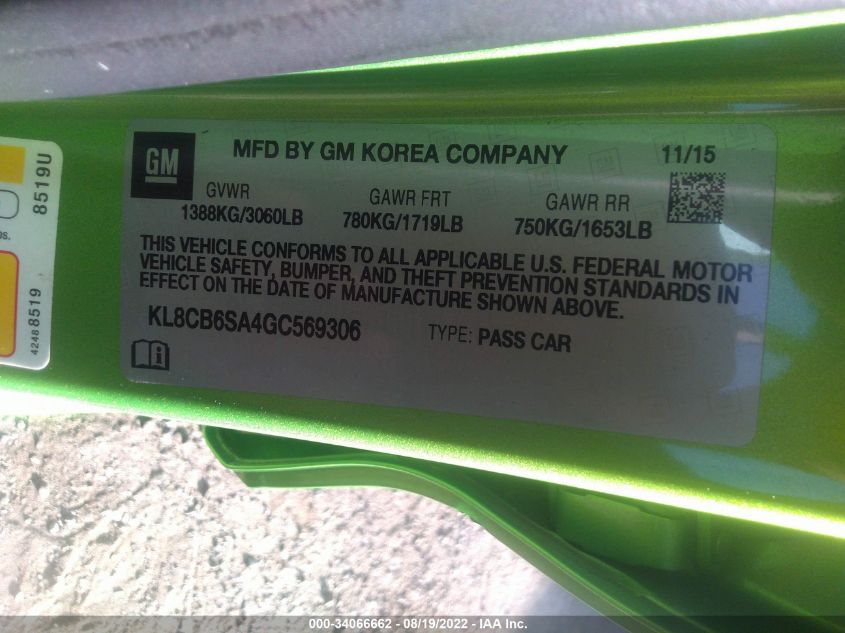 GM
MFD BY GM KOREA COMPANY 11/15
GVWR GAWR FRT GAWR RR
1388KG/3060LB 780KG/1719LB 750KG/1653LB
THIS VEHICLE CONFORMS TO ALL APPLICABLE U.S. FEDERAL MOTOR
VEHICLE SAFETY, BUMPER, AND THEFT PREVENTION STANDARDS IN
EFFECT ON THE DATE OF MANUFACTURE SHOWN ABOVE.
KL8CB6SA4GC569306 TYPE: PASS CAR
8519U
4248 8519
000-34066662 - 08/19/2022 - IAA Inc.